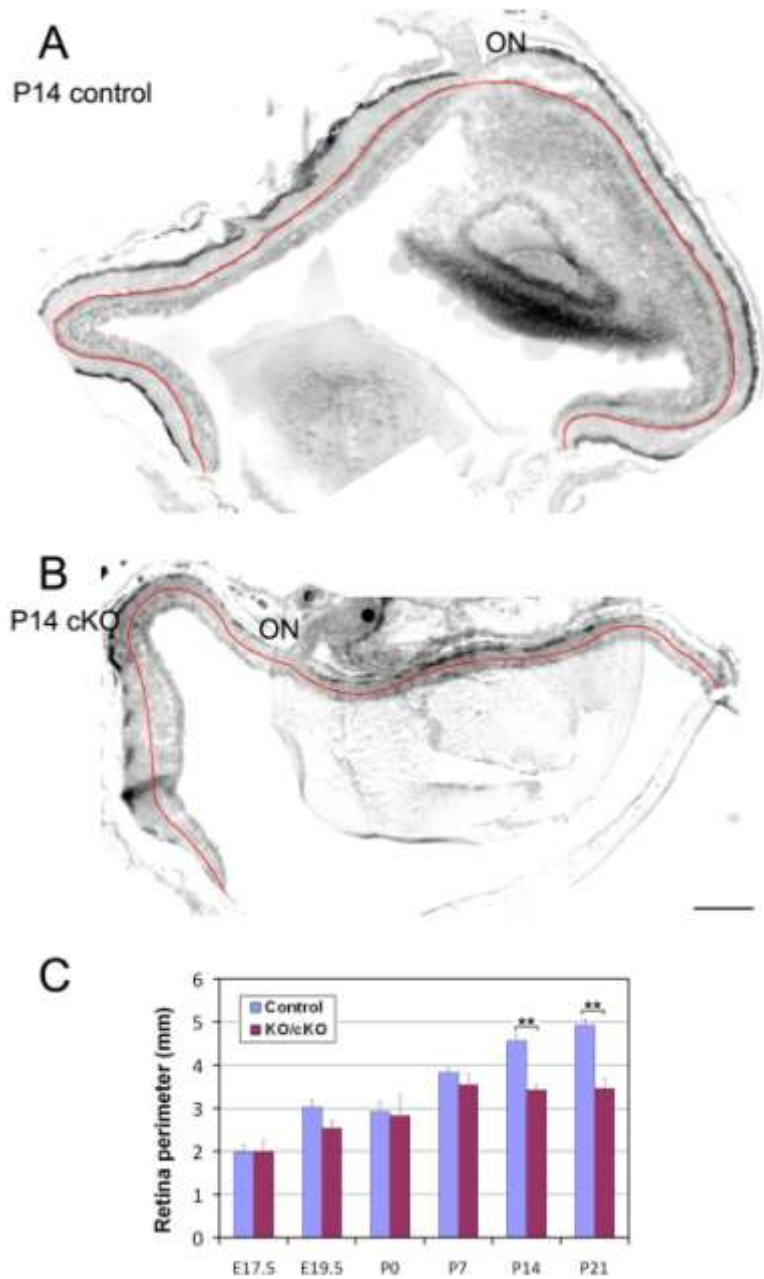 A
P14 control
ON
B
P14 cKO
ON
C
Retina perimeter (mm)
6
5
4
3
2
1
0
Control
KO/cKO
**
**
E17.5 E19.5 P0 P7 P14 P21